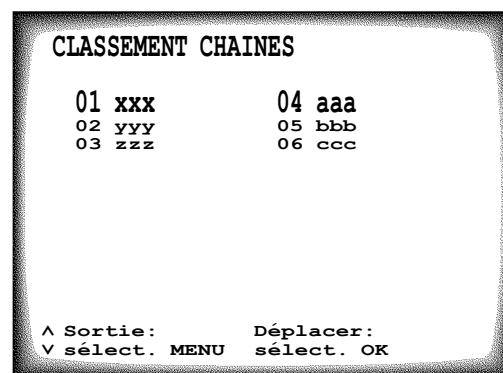 CLASSEMENT CHAINES
01 xxx 04 aaa
02 yyy 05 bbb
03 zzz 06 ccc
˄ Sortie: Déplacer:
˅ sélect. MENU sélect. OK